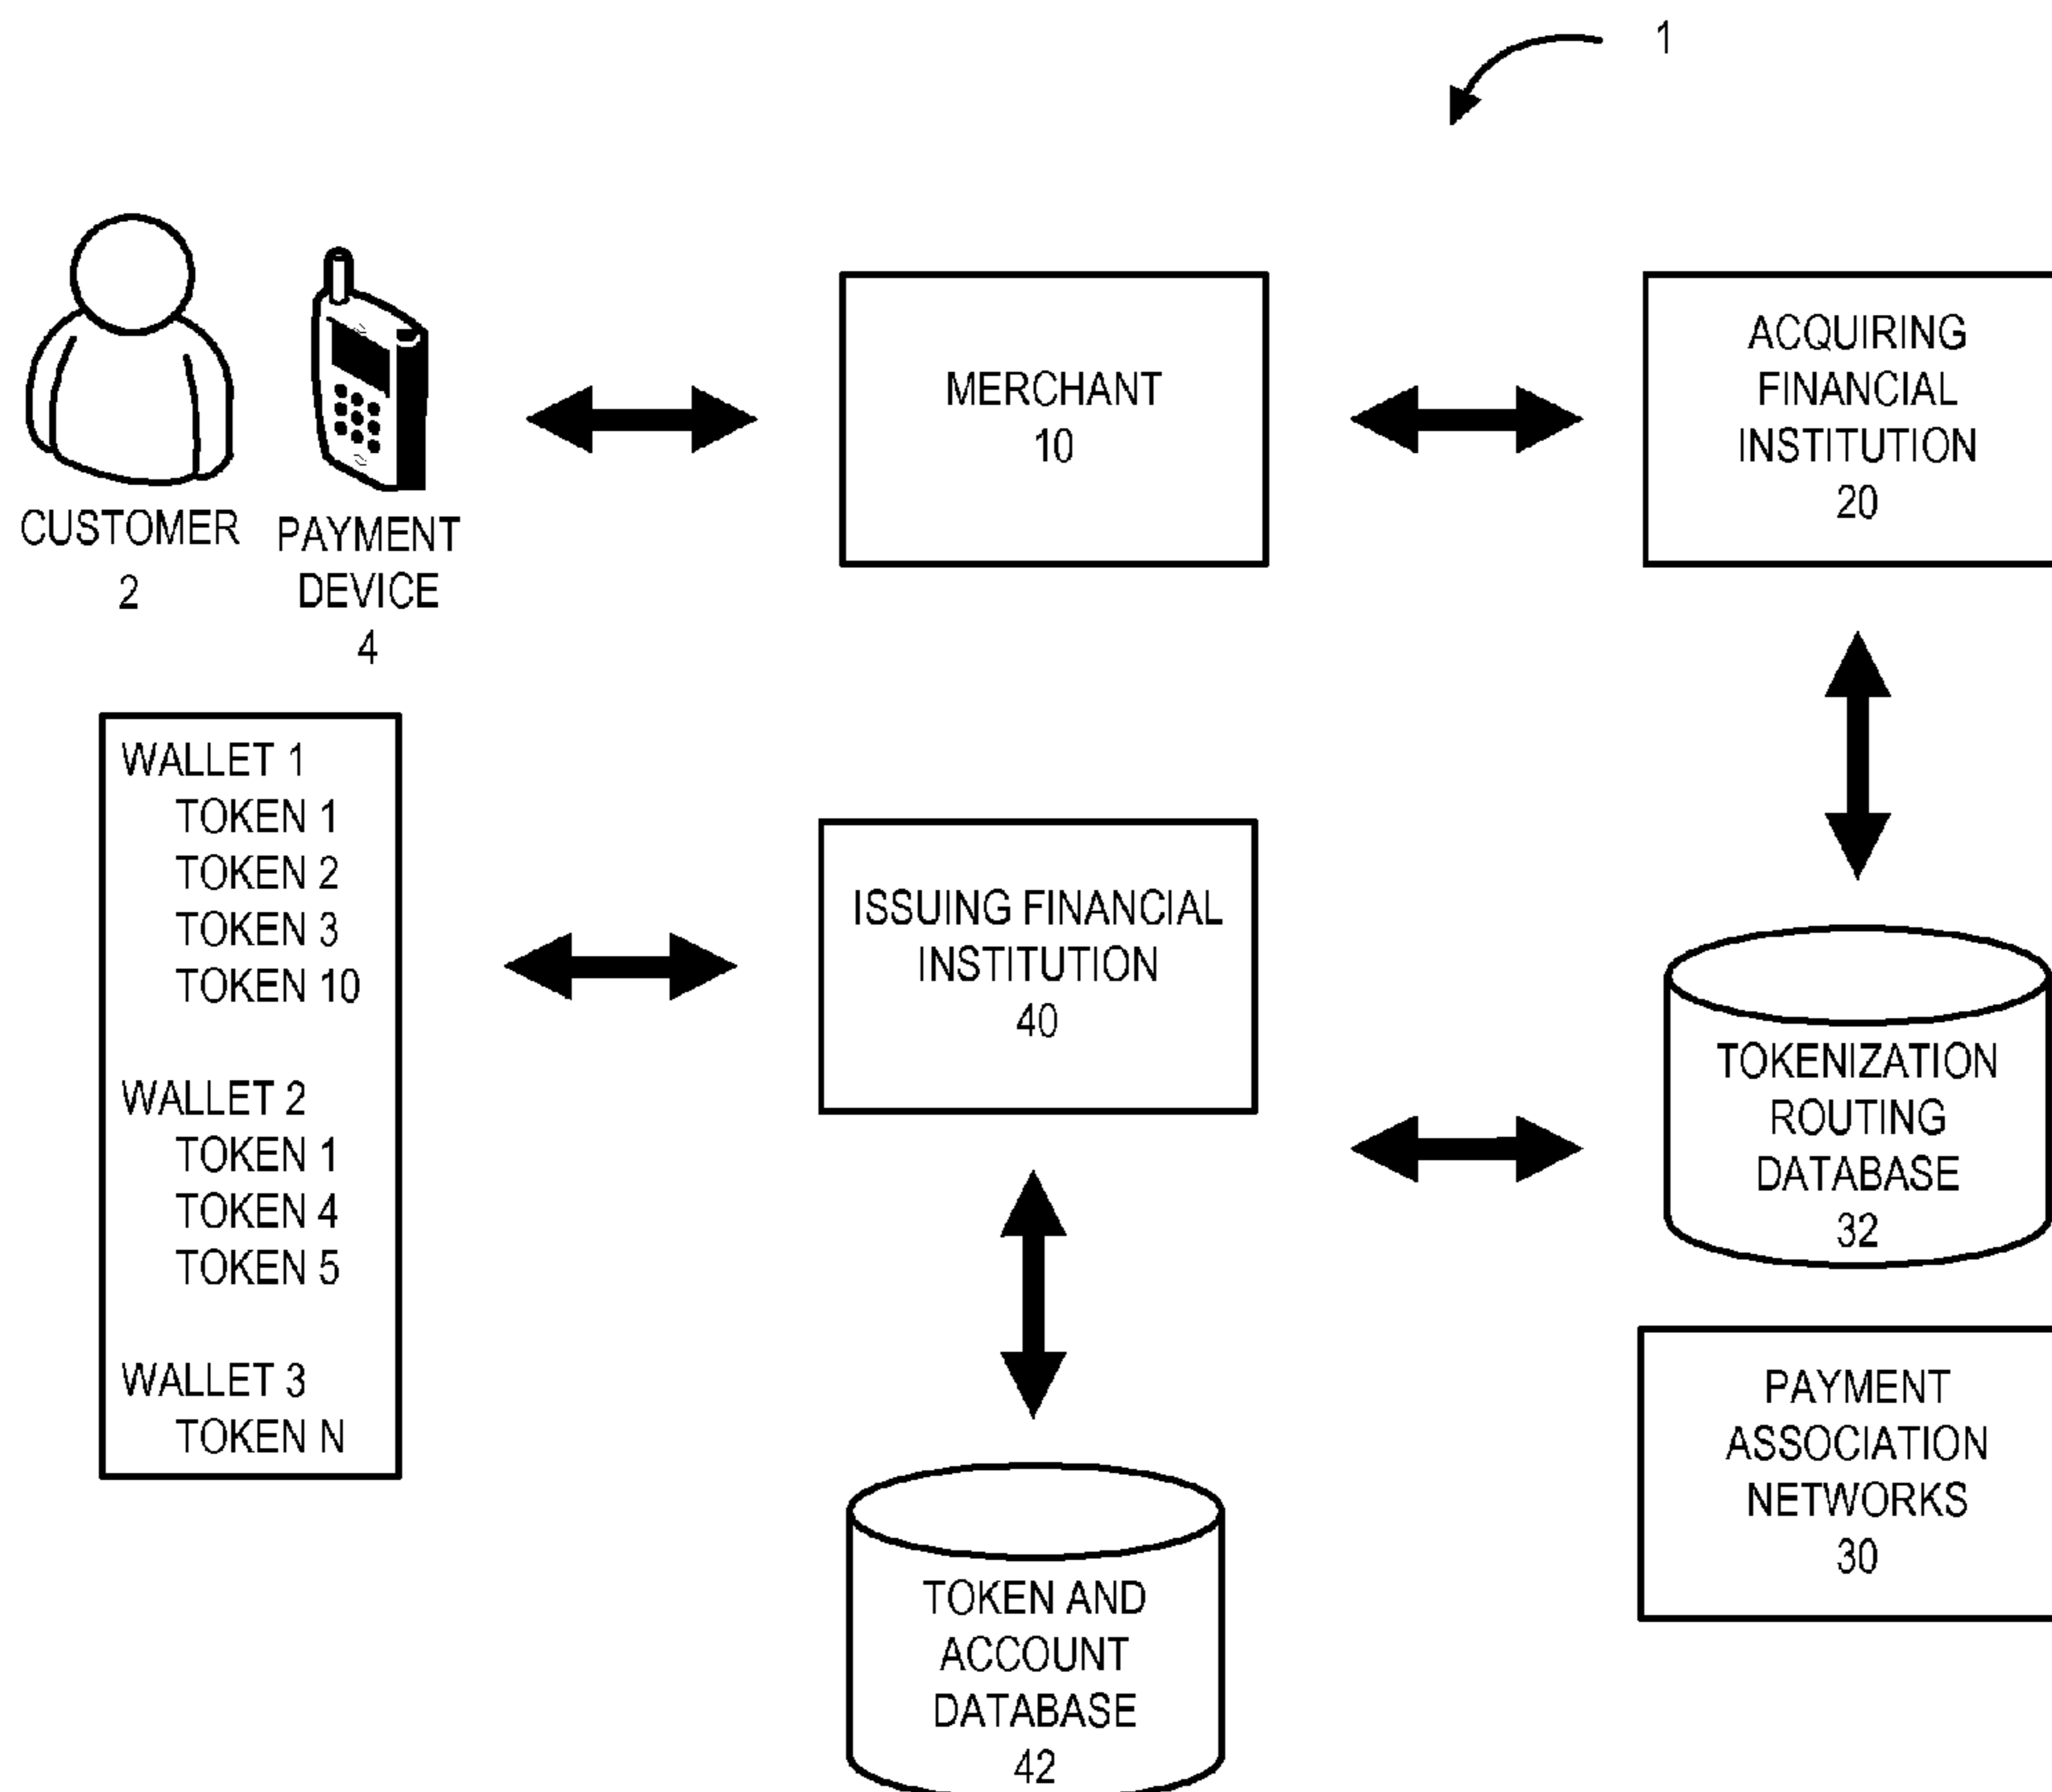 1
CUSTOMER
2
PAYMENT
DEVICE
4
MERCHANT
10
ACQUIRING
FINANCIAL
INSTITUTION
20
WALLET 1
TOKEN 1
TOKEN 2
TOKEN 3
TOKEN 10
WALLET 2
TOKEN 1
TOKEN 4
TOKEN 5
WALLET 3
TOKEN N
ISSUING FINANCIAL
INSTITUTION
40
TOKENIZATION
ROUTING
DATABASE
32
PAYMENT
ASSOCIATION
NETWORKS
30
TOKEN AND
ACCOUNT
DATABASE
42